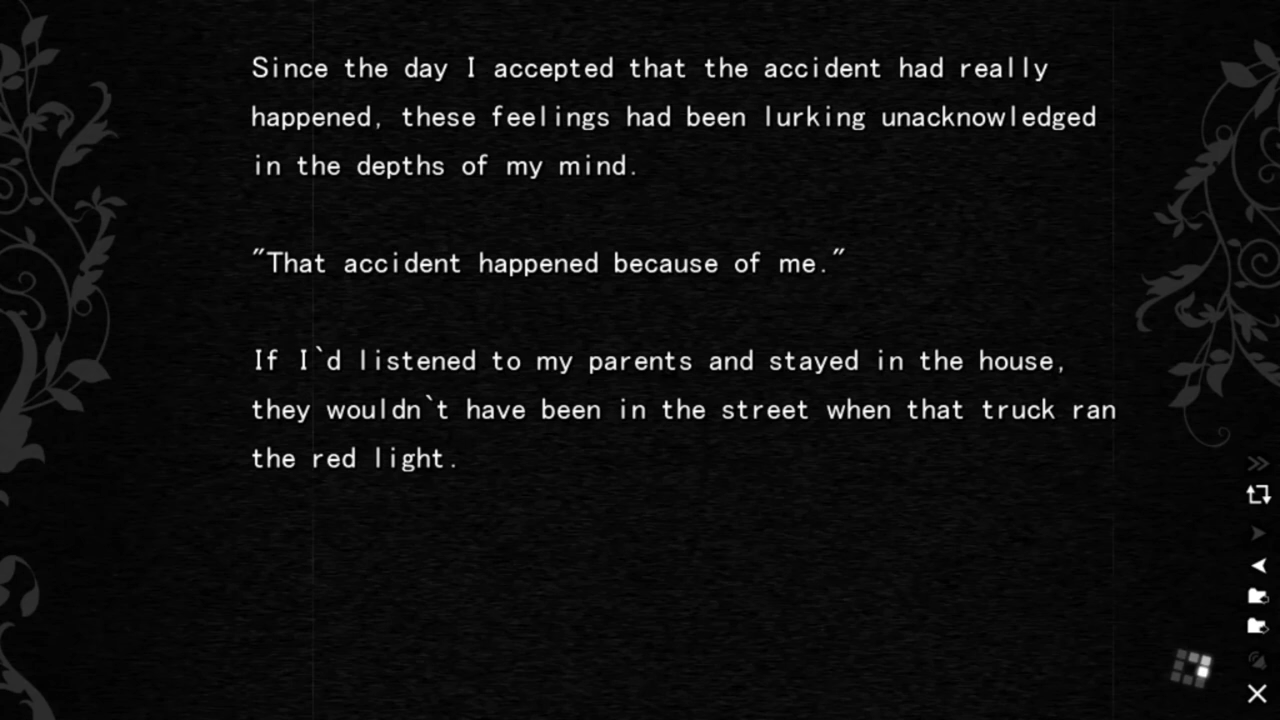 Since the day I accepted that the accident had really
happened, these feelings had been lurking unacknowledged
in the depths of my mind.
"That accident happened because of me."
If I`d listened to my parents and stayed in the house,
they wouldn`t have been in the street when that truck ran
the red light.